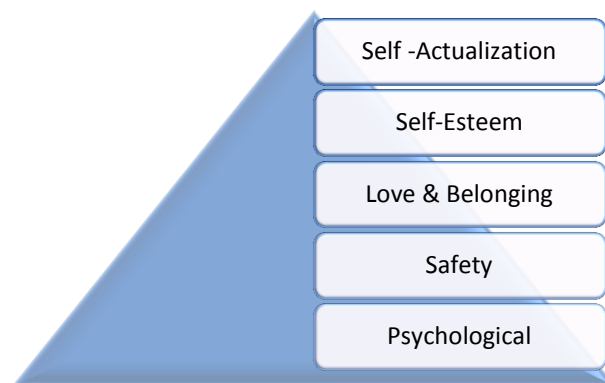 Self -Actualization
Self-Esteem
Love & Belonging
Safety
Psychological